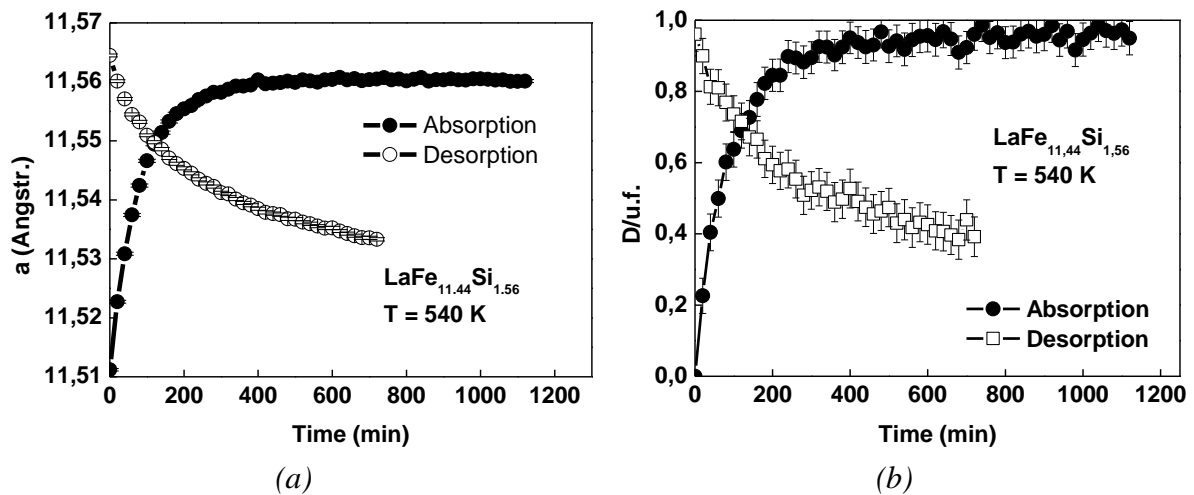 11,57
11,56
11,55
11,54
11,53
11,52
11,51
a (Angstr.)
Absorption
Desorption
LaFe11.44Si1.56
T = 540 K
0 200 400 600 800 1000 1200
Time (min)
(a)
1,0
0,8
0,6
0,4
0,2
0,0
D/u.f.
LaFe11,44Si1,56
T = 540 K
Absorption
Desorption
0 200 400 600 800 1000 1200
Time (min)
(b)